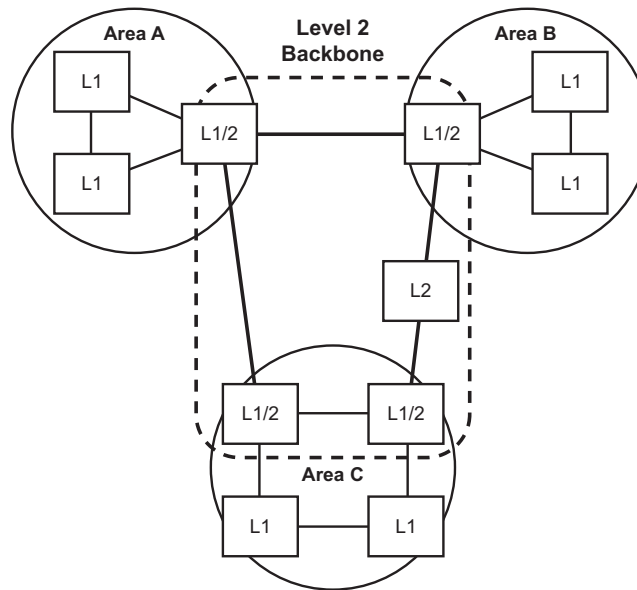 Area A
Level 2
Backbone
Area B
L1
L1
L1/2
L1/2
L1
L1
L2
L1/2
L1/2
Area C
L1
L1